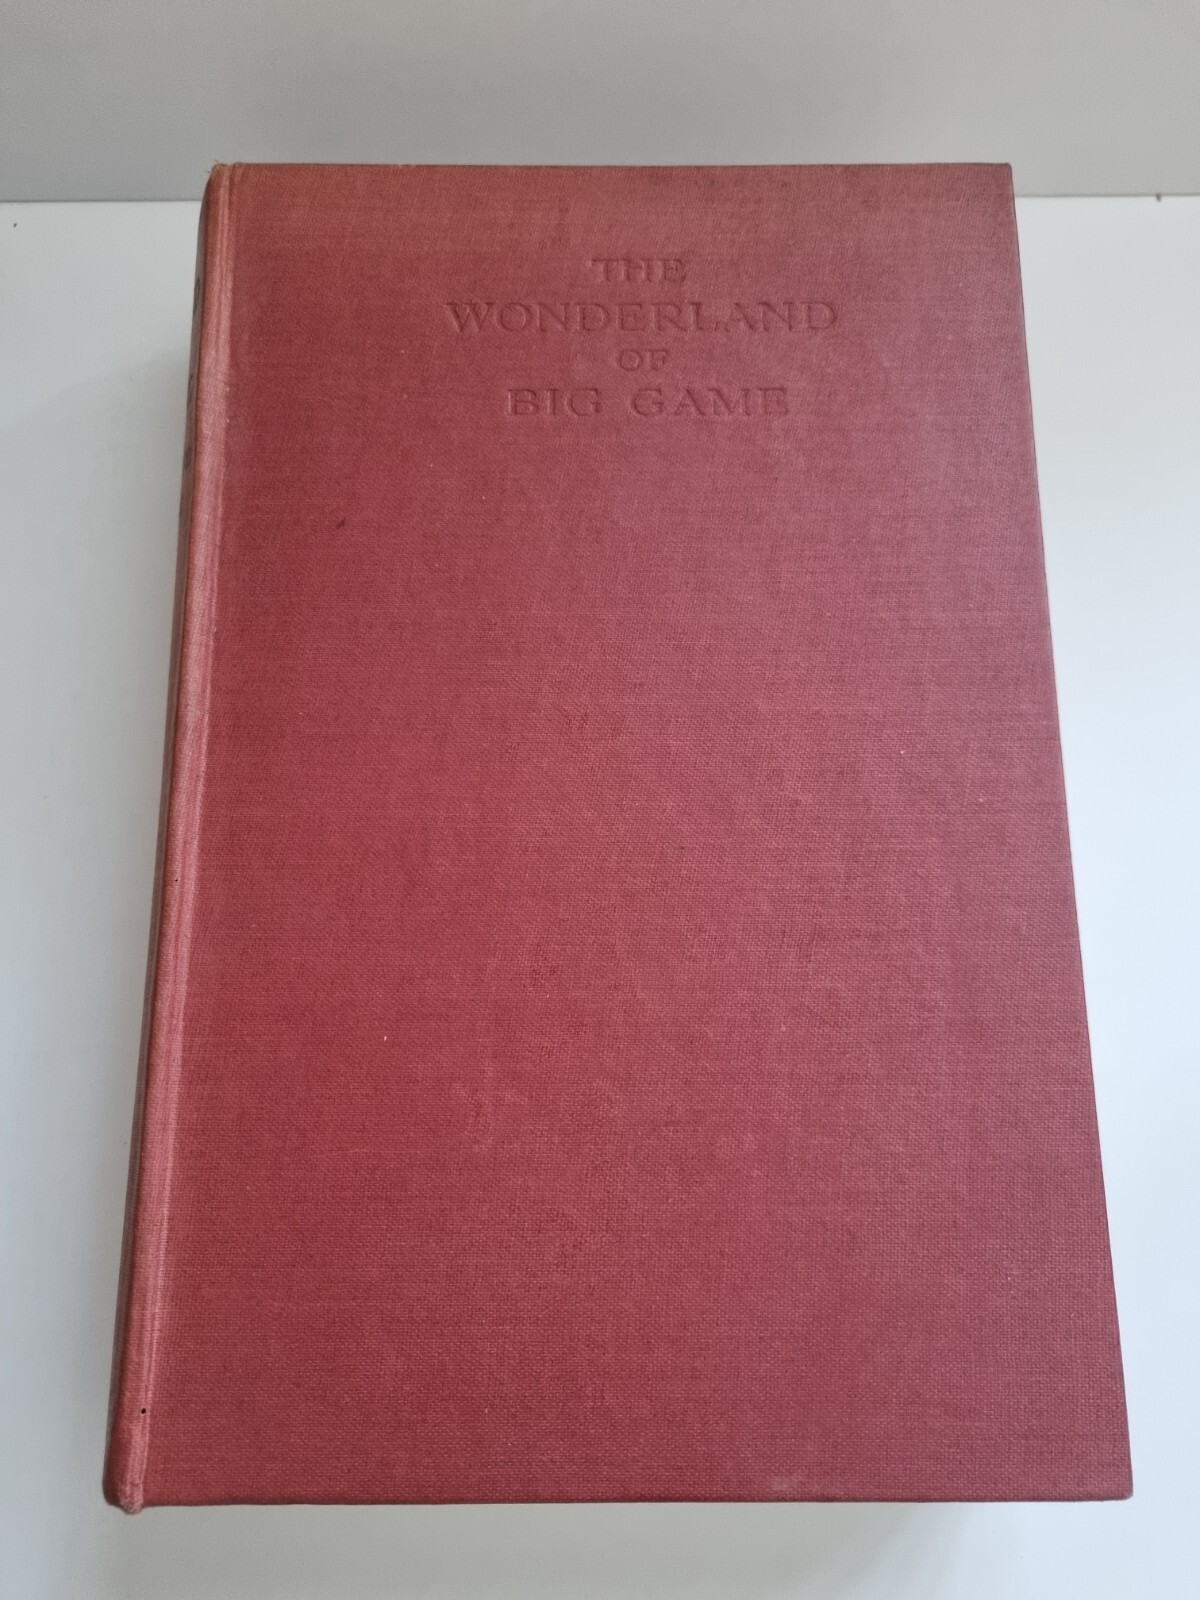 THE
WONDERLAND
OF
BIG GAME